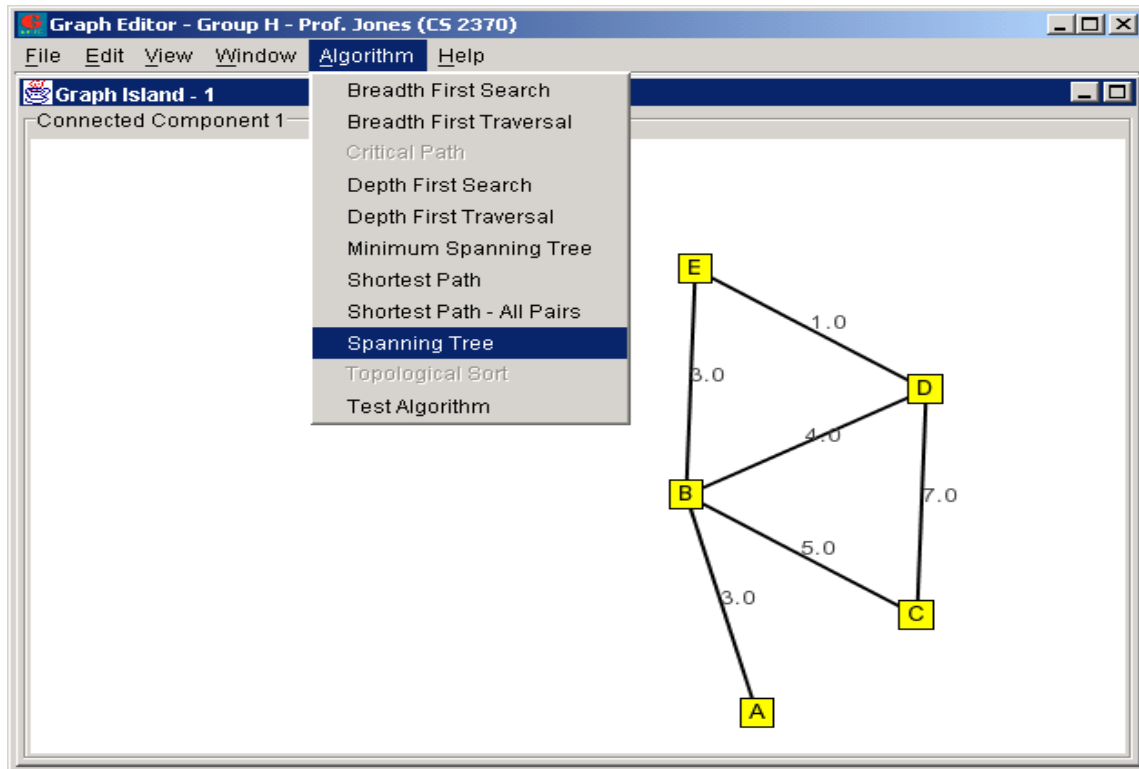 Graph Editor - Group H - Prof. Jones (CS 2370)
File Edit View Window Algorithm Help
Graph Island - 1
Connected Component 1
Breadth First Search
Breadth First Traversal
Critical Path
Depth First Search
Depth First Traversal
Minimum Spanning Tree
Shortest Path
Shortest Path - All Pairs
Spanning Tree
Topological Sort
Test Algorithm
E
1.0
3.0
D
4.0
B
7.0
5.0
3.0
C
A